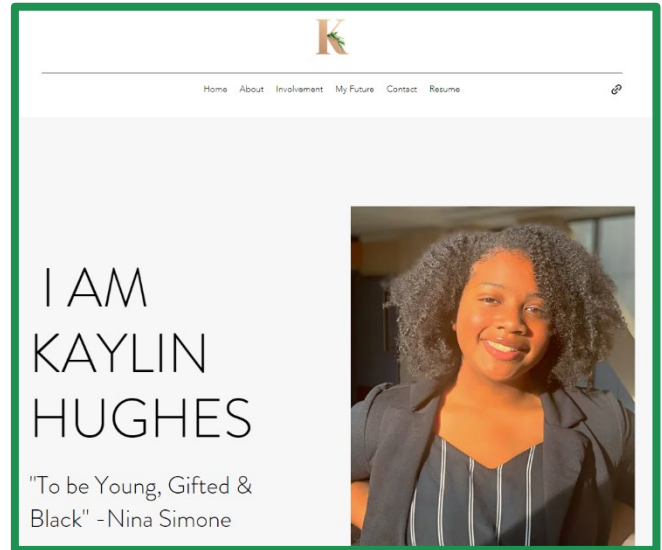 K
Home About Involvement My Future Contact Resume
I AM
KAYLIN
HUGHES
"To be Young, Gifted &
Black" -Nina Simone